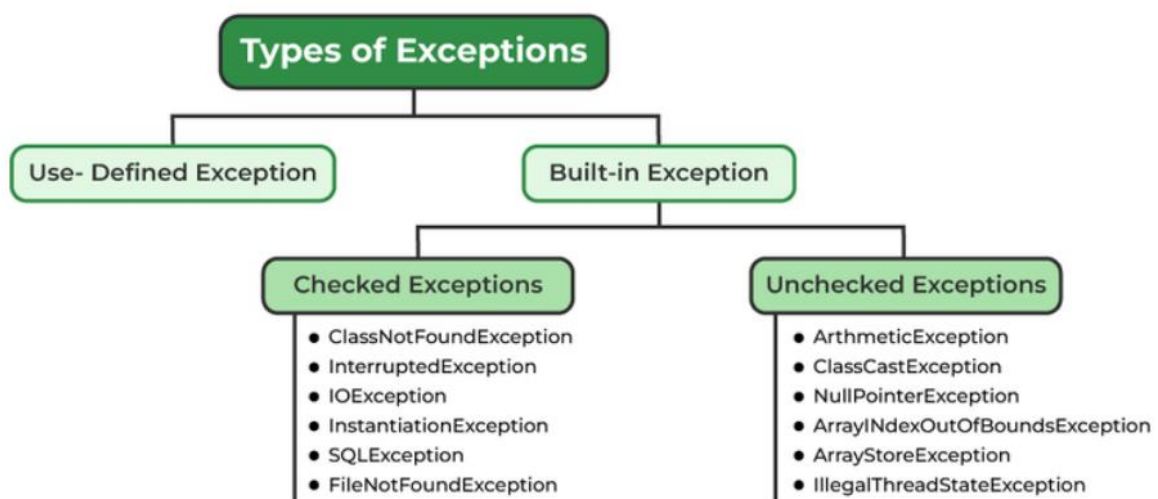 Types of Exceptions
Use- Defined Exception
Built-in Exception
Checked Exceptions
ClassNotFoundException
InterruptedException
IOException
InstantiationException
SQLException
FileNotFoundException
Unchecked Exceptions
ArthmeticException
ClassCastException
NullPointerException
ArrayINdexOutOfBoundsException
ArrayStoreException
IllegalThreadStateException